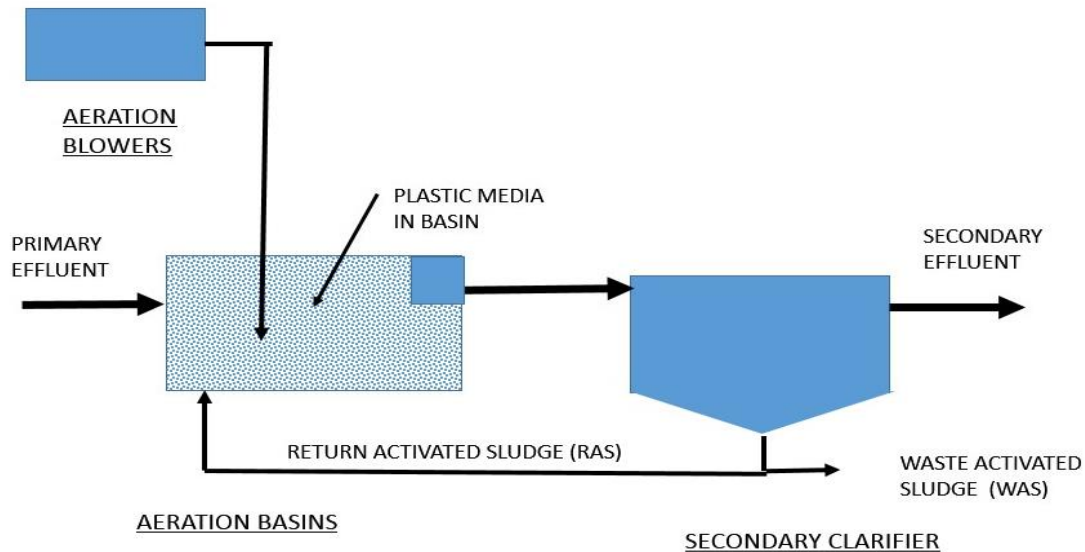 AERATION
BLOWERS
PLASTIC MEDIA
IN BASIN
PRIMARY
EFFLUENT
SECONDARY
EFFLUENT
RETURN ACTIVATED SLUDGE (RAS)
WASTE ACTIVATED
SLUDGE (WAS)
AERATION BASINS
SECONDARY CLARIFIER